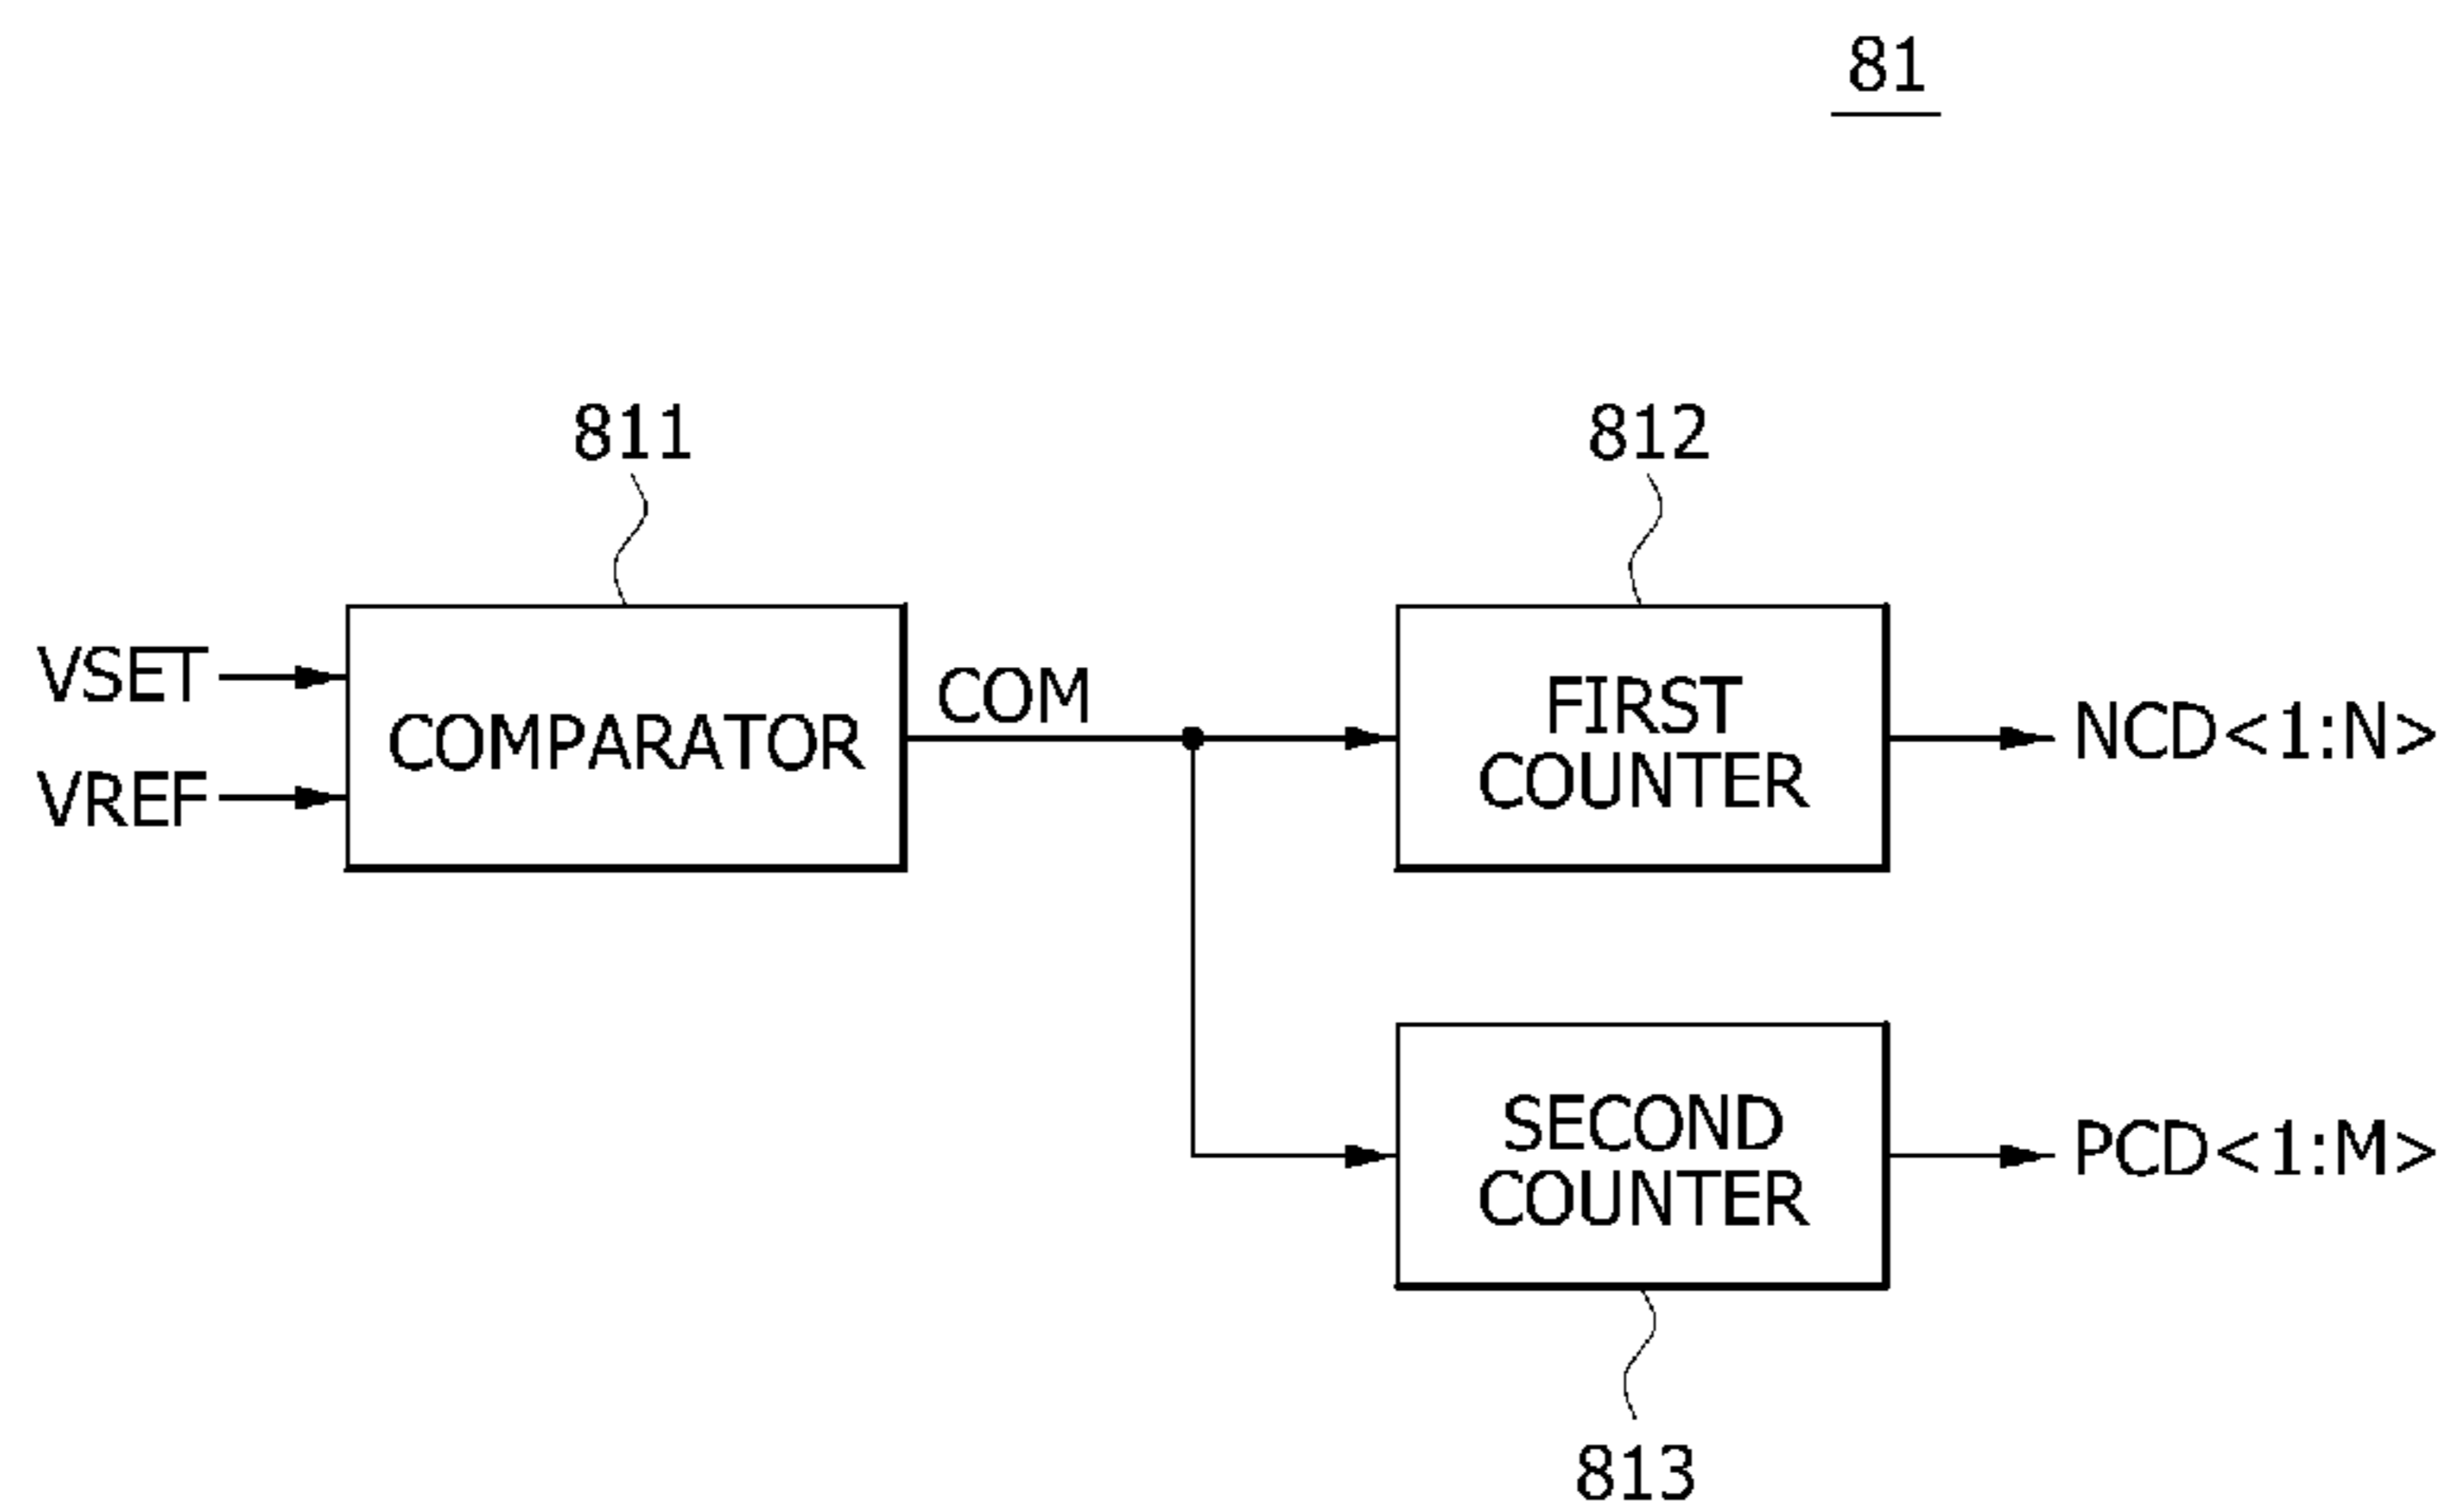 81
811
812
VSET
VREF
COMPARATOR
COM
FIRST
COUNTER
NCD<1:N>
SECOND
COUNTER
PCD<1:M>
813